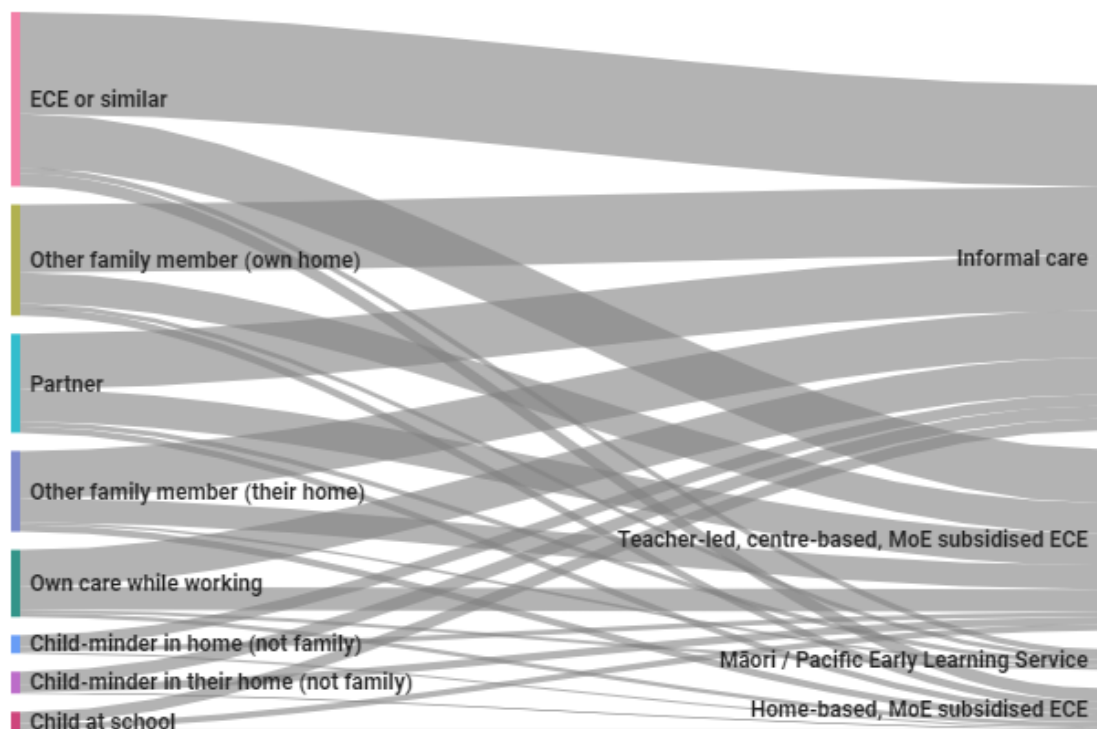 ECE or similar
Other family member (own home)
Informal care
Partner
Other family member (their home)
Teacher-led, centre-based, MoE subsidised ECE
Own care while working
Child-minder in home (not family)
Māori / Pacific Early Learning Service
Child-minder in their home (not family)
Home-based, MoE subsidised ECE
Child at school